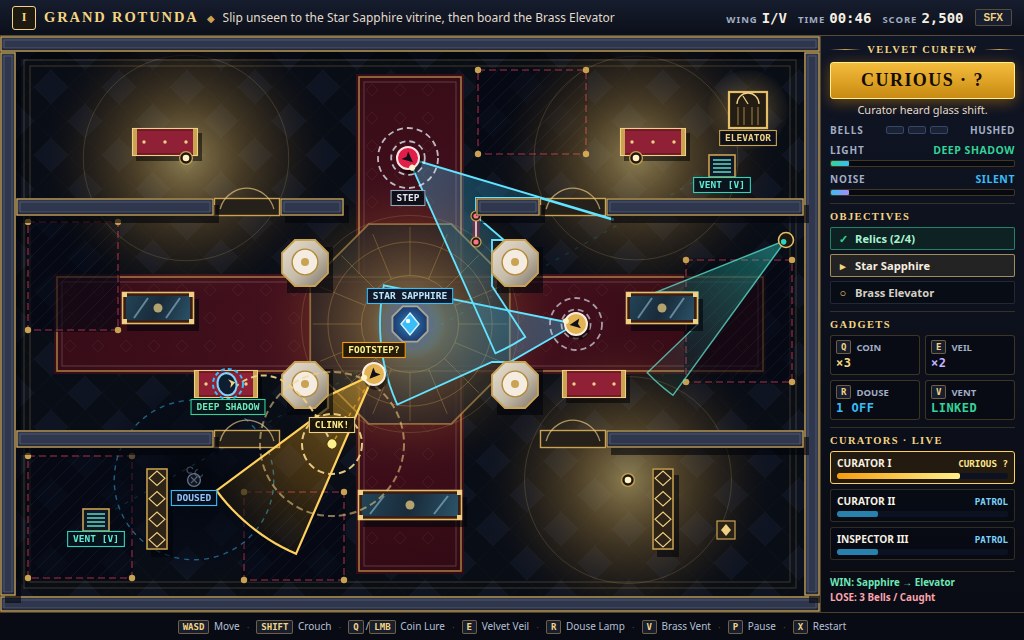 I GRAND ROTUNDA ◆ Slip unseen to the Star Sapphire vitrine, then board the Brass Elevator WING I/V TIME 00:46 SCORE 2,500 SFX
VELVET CURFEW
CURIOUS · ?
Curator heard glass shift.
BELLS HUSHED
LIGHT DEEP SHADOW
NOISE SILENT
OBJECTIVES
✓ Relics (2/4)
▸ Star Sapphire
○ Brass Elevator
GADGETS
Q COIN
×3
E VEIL
×2
R DOUSE
1 OFF
V VENT
LINKED
CURATORS · LIVE
CURATOR I CURIOUS ?
CURATOR II PATROL
INSPECTOR III PATROL
WIN: Sapphire → Elevator
LOSE: 3 Bells / Caught
ELEVATOR
VENT [V]
STEP
STAR SAPPHIRE
FOOTSTEP?
DEEP SHADOW
CLINK!
DOUSED
VENT [V]
WASD Move · SHIFT Crouch · Q/LMB Coin Lure · E Velvet Veil · R Douse Lamp · V Brass Vent · P Pause · X Restart